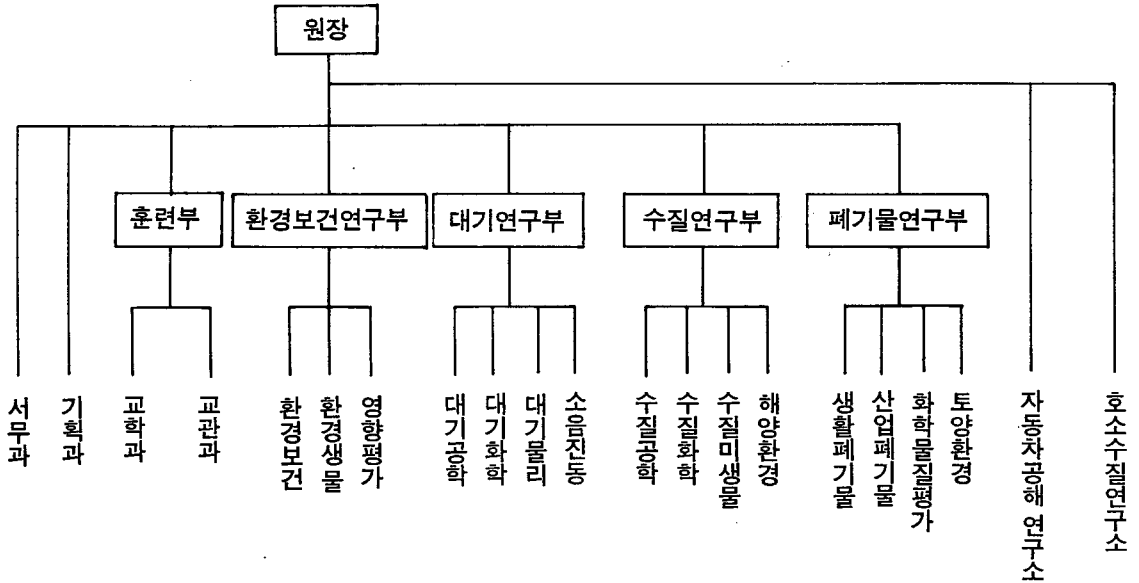 원장
훈련부
환경보건연구부
대기연구부
수질연구부
폐기물연구부
서무과
기획과
교학과
교관과
환경보건
환경생물
영향평가
대기공학
대기화학
대기물리
소음진동
수질공학
수질화학
수질미생물
해양환경
생활폐기물
산업폐기물
화학물질평가
토양환경
자동차공해 연구소
호소수질연구소